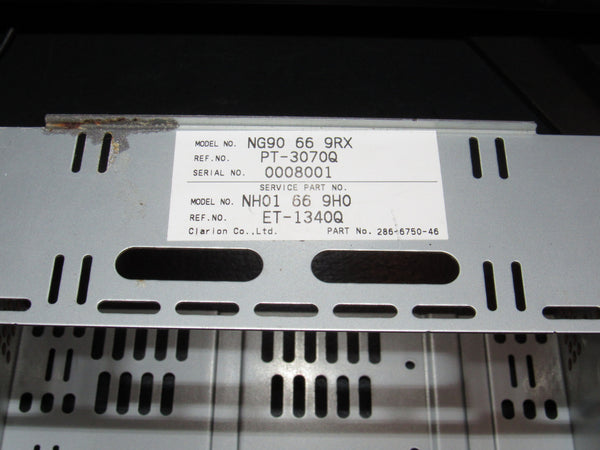 MODEL NO. NG90 66 9RX
REF.NO. PT-3070Q
SERIAL NO. 0008001
SERVICE PART NO.
MODEL NO. NH01 66 9H0
REF.NO. ET-1340Q
Clarion Co.,Ltd. PART No. 286-6750-46